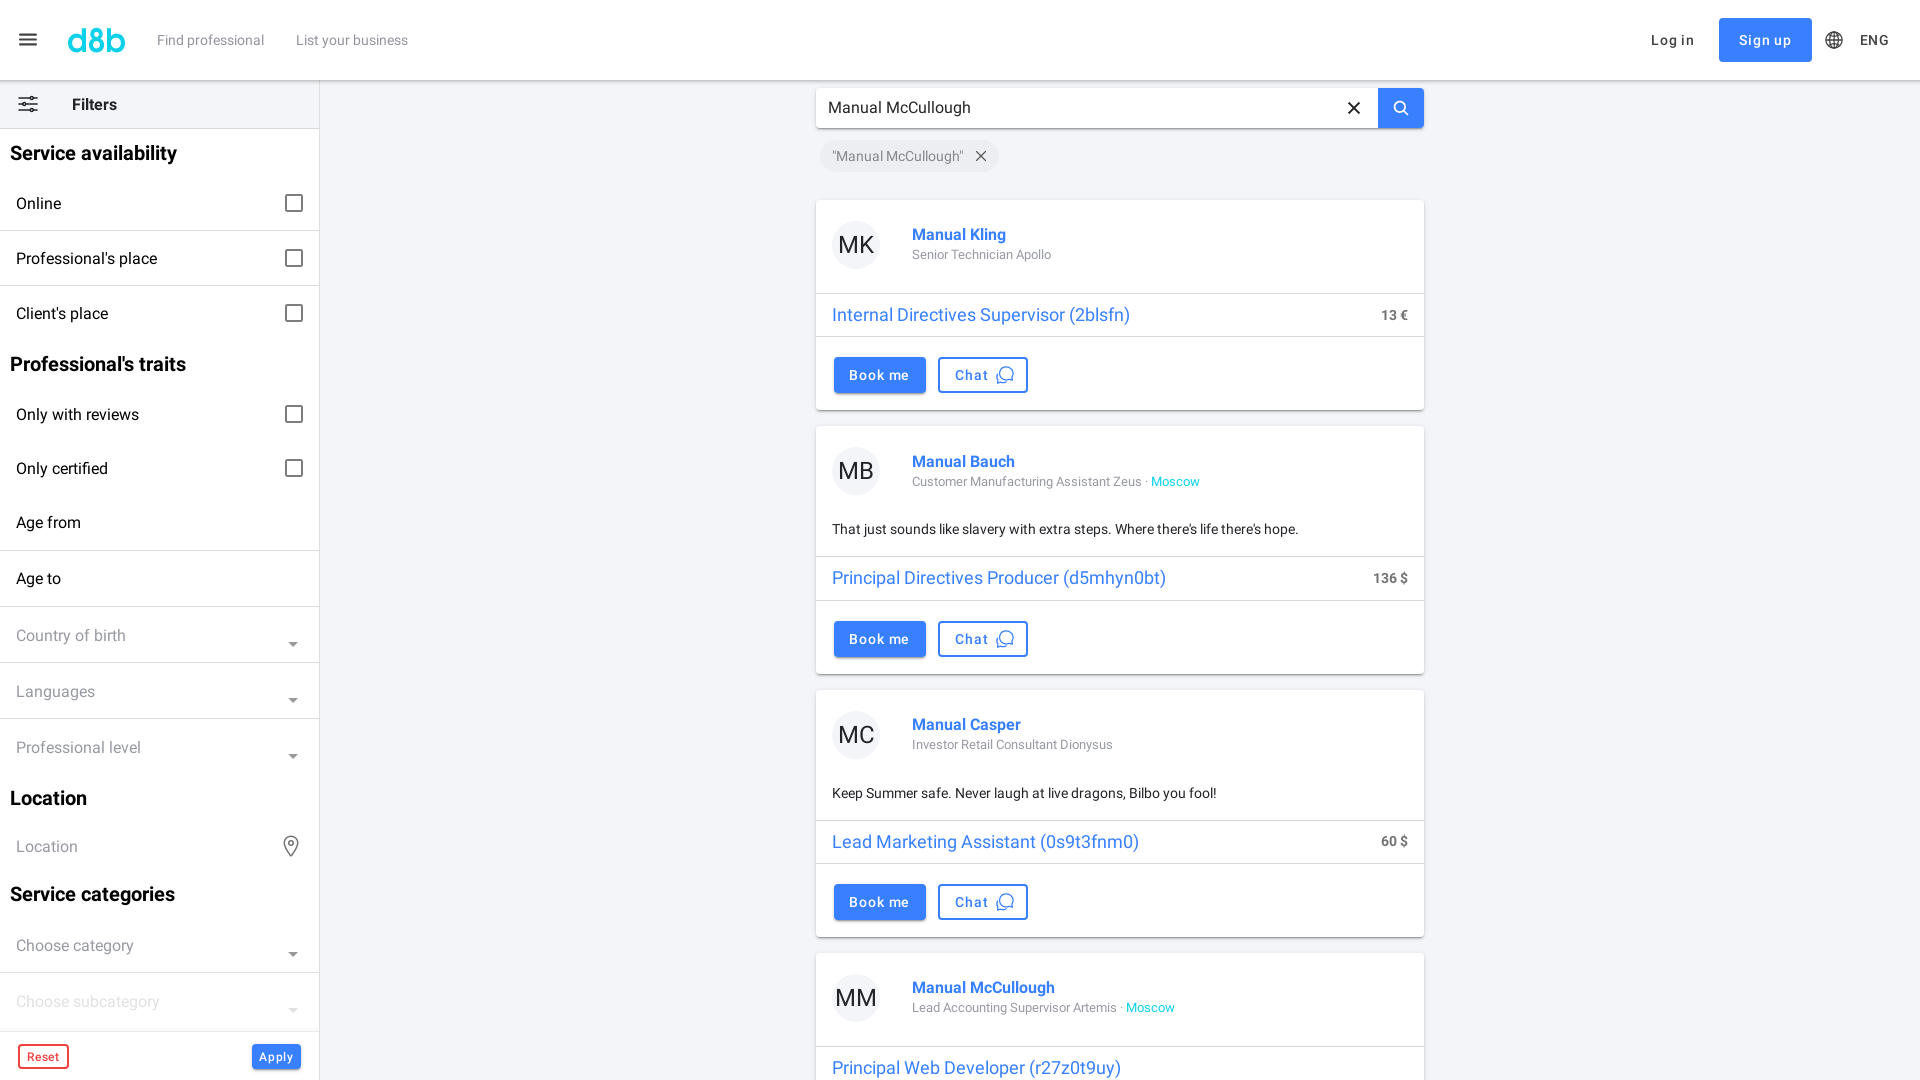 d8b
Find professional
List your business
Log in
Sign up
ENG
Filters
Service availability
Online
Professional's place
Client's place
Professional's traits
Only with reviews
Only certified
Age from
Age to
Country of birth
Languages
Professional level
Location
Location
Service categories
Choose category
Choose subcategory
Reset
Apply
Manual McCullough
"Manual McCullough"
MK
Manual Kling
Senior Technician Apollo
Internal Directives Supervisor (2blsfn)
13 €
Book me
Chat
MB
Manual Bauch
Customer Manufacturing Assistant Zeus · Moscow
That just sounds like slavery with extra steps. Where there's life there's hope.
Principal Directives Producer (d5mhyn0bt)
136 $
Book me
Chat
MC
Manual Casper
Investor Retail Consultant Dionysus
Keep Summer safe. Never laugh at live dragons, Bilbo you fool!
Lead Marketing Assistant (0s9t3fnm0)
60 $
Book me
Chat
MM
Manual McCullough
Lead Accounting Supervisor Artemis · Moscow
Principal Web Developer (r27z0t9uy)